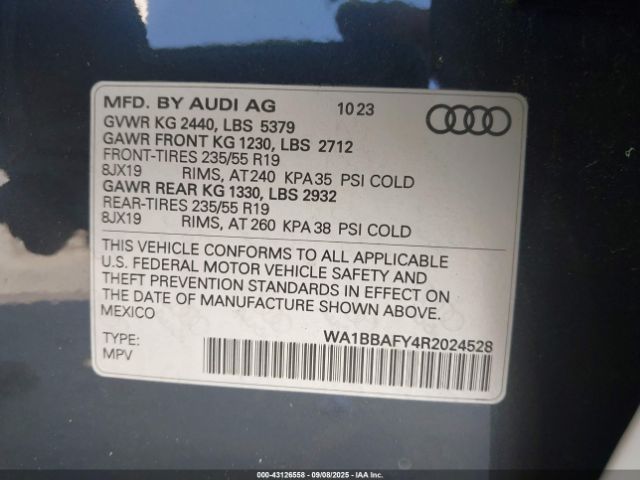 MFD. BY AUDI AG 10 23
GVWR KG 2440, LBS 5379
GAWR FRONT KG 1230, LBS 2712
FRONT-TIRES 235/55 R19
8JX19 RIMS, AT 240 KPA 35 PSI COLD
GAWR REAR KG 1330, LBS 2932
REAR-TIRES 235/55 R19
8JX19 RIMS, AT 260 KPA 38 PSI COLD
THIS VEHICLE CONFORMS TO ALL APPLICABLE
U.S. FEDERAL MOTOR VEHICLE SAFETY AND
THEFT PREVENTION STANDARDS IN EFFECT ON
THE DATE OF MANUFACTURE SHOWN ABOVE.
MEXICO
TYPE: WA1BBAFY4R2024528
MPV
000-43126558 - 09/08/2025 - IAA INC.